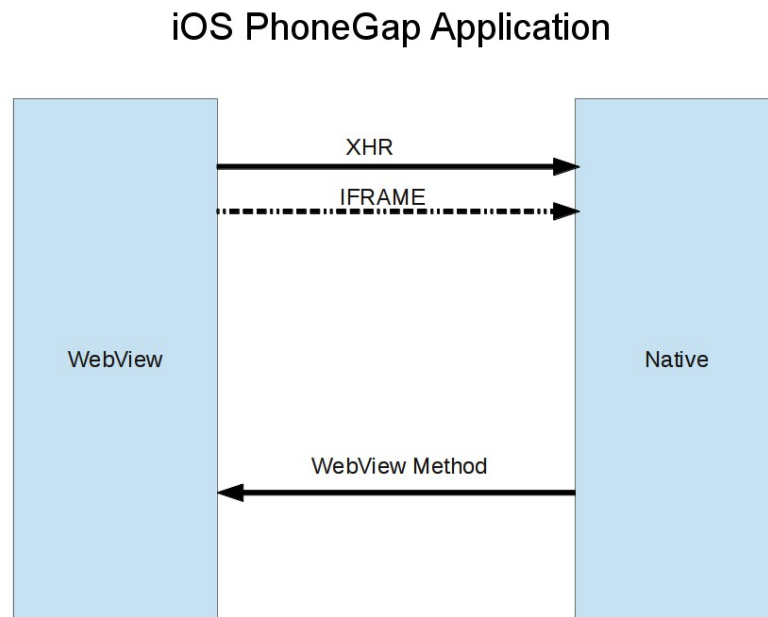 iOS PhoneGap Application
XHR
IFRAME
WebView
Native
WebView Method